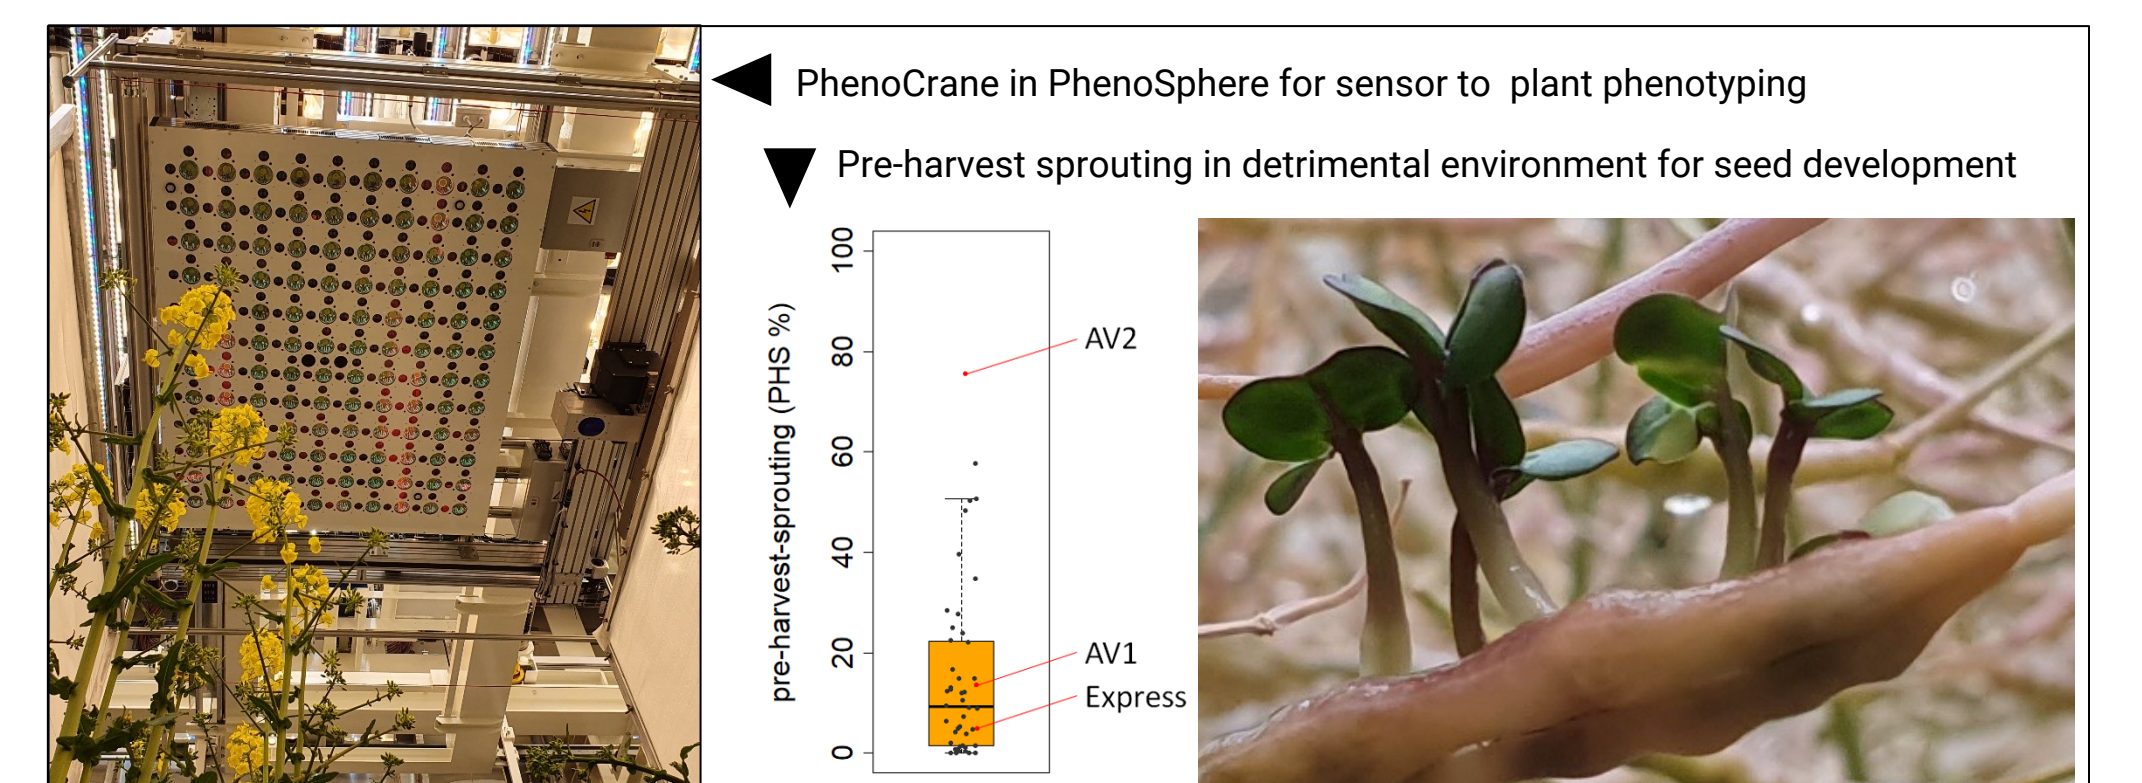 PhenoCrane in PhenoSphere for sensor to  plant phenotyping
Pre-harvest sprouting in detrimental environment for seed development
pre-harvest-sprouting (PHS %)
100
80
60
40
20
0
AV2
AV1
Express